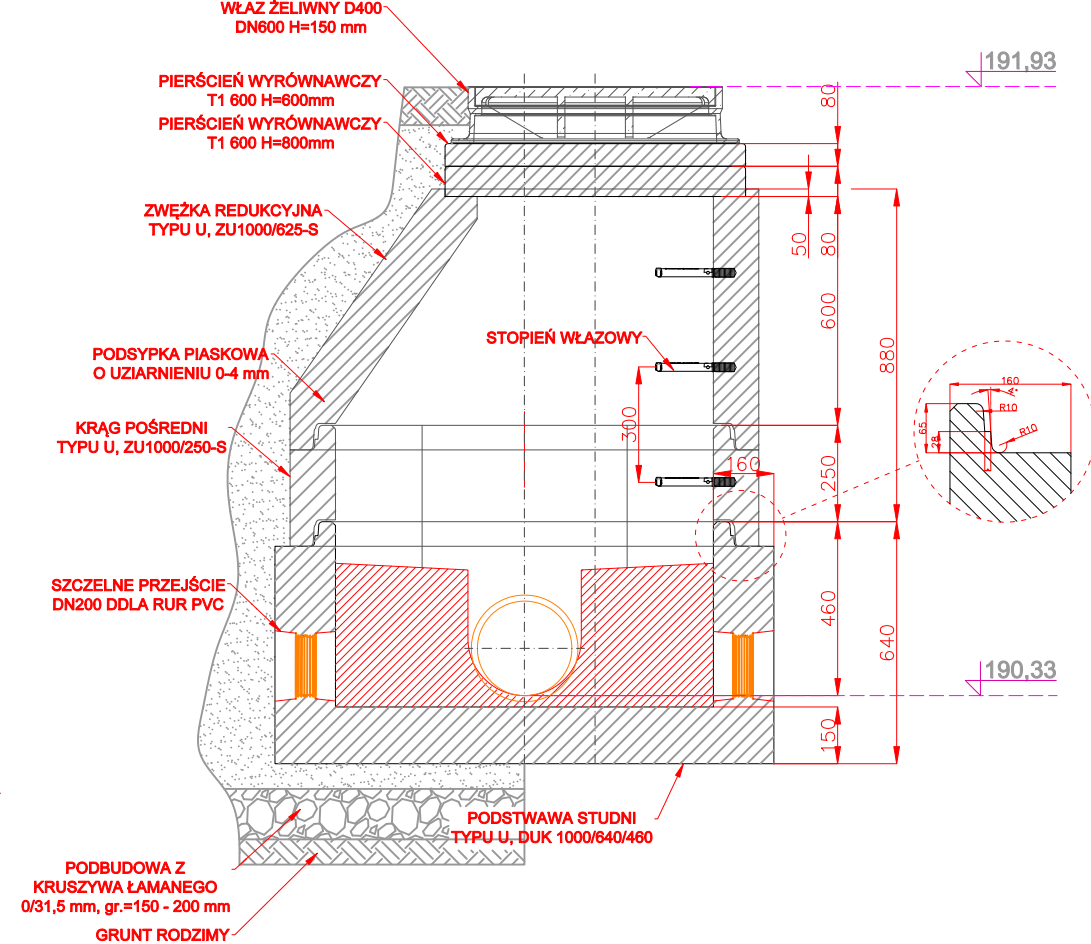 WŁAZ ŻELIWNY D400
DN600 H=150 mm
PIERŚCIEŃ WYRÓWNAWCZY
T1 600 H=600mm
PIERŚCIEŃ WYRÓWNAWCZY
T1 600 H=800mm
ZWĘŻKA REDUKCYJNA
TYPU U, ZU1000/625-S
PODSYPKA PIASKOWA
O UZIARNIENIU 0-4 mm
KRĄG POŚREDNI
TYPU U, ZU1000/250-S
SZCZELNE PRZEJŚCIE
DN200 DDLA RUR PVC
STOPIEŃ WŁAZOWY
300
160
191,93
80
50
80
600
880
250
460
640
150
190,33
160
4°
R10
R10
65
28
PODSTWAWA STUDNI
TYPU U, DUK 1000/640/460
PODBUDOWA Z
KRUSZYWA ŁAMANEGO
0/31,5 mm, gr.=150 - 200 mm
GRUNT RODZIMY